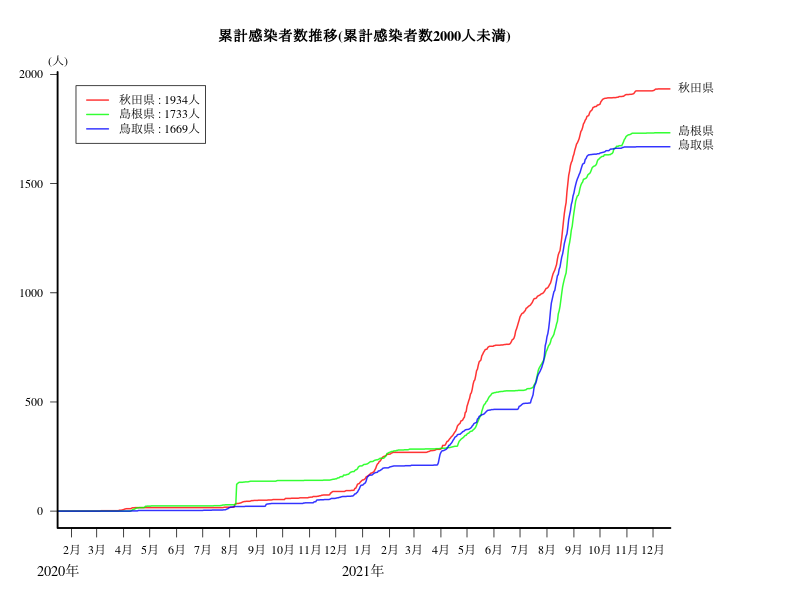 累計感染者数推移(累計感染者数2000人未満)
(人)
2000
1500
1000
500
0
秋田県 : 1934人
島根県 : 1733人
鳥取県 : 1669人
秋田県
島根県
鳥取県
2月 3月 4月 5月 6月 7月 8月 9月 10月 11月 12月 1月 2月 3月 4月 5月 6月 7月 8月 9月 10月 11月 12月
2020年 2021年